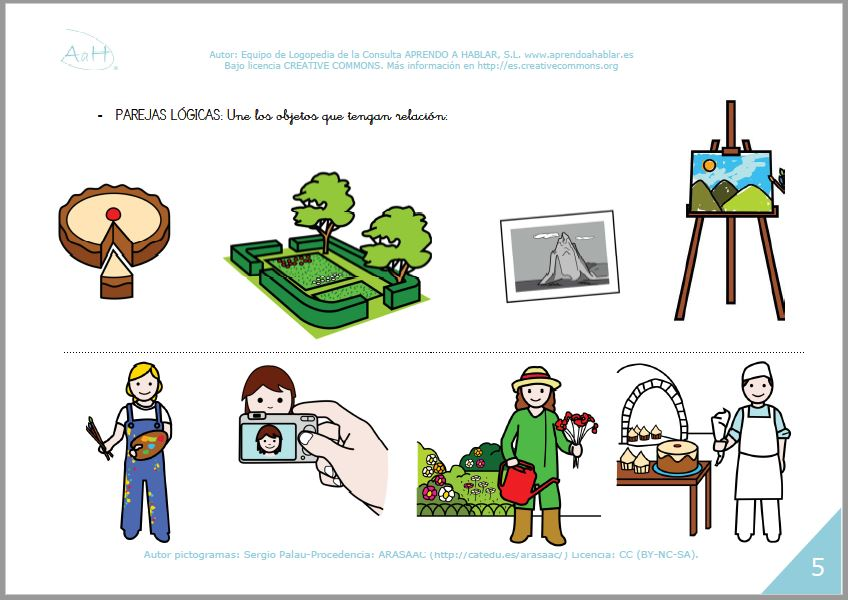 AaH
Autor: Equipo de Logopedia de la Consulta APRENDO A HABLAR, S.L. www.aprendoahablar.es
Bajo licencia CREATIVE COMMONS. Más información en http://es.creativecommons.org
- PAREJAS LÓGICAS: Une los objetos que tengan relación.
Autor pictogramas: Sergio Palau-Procedencia: ARASAAC (http://catedu.es/arasaac/) Licencia: CC (BY-NC-SA).
5